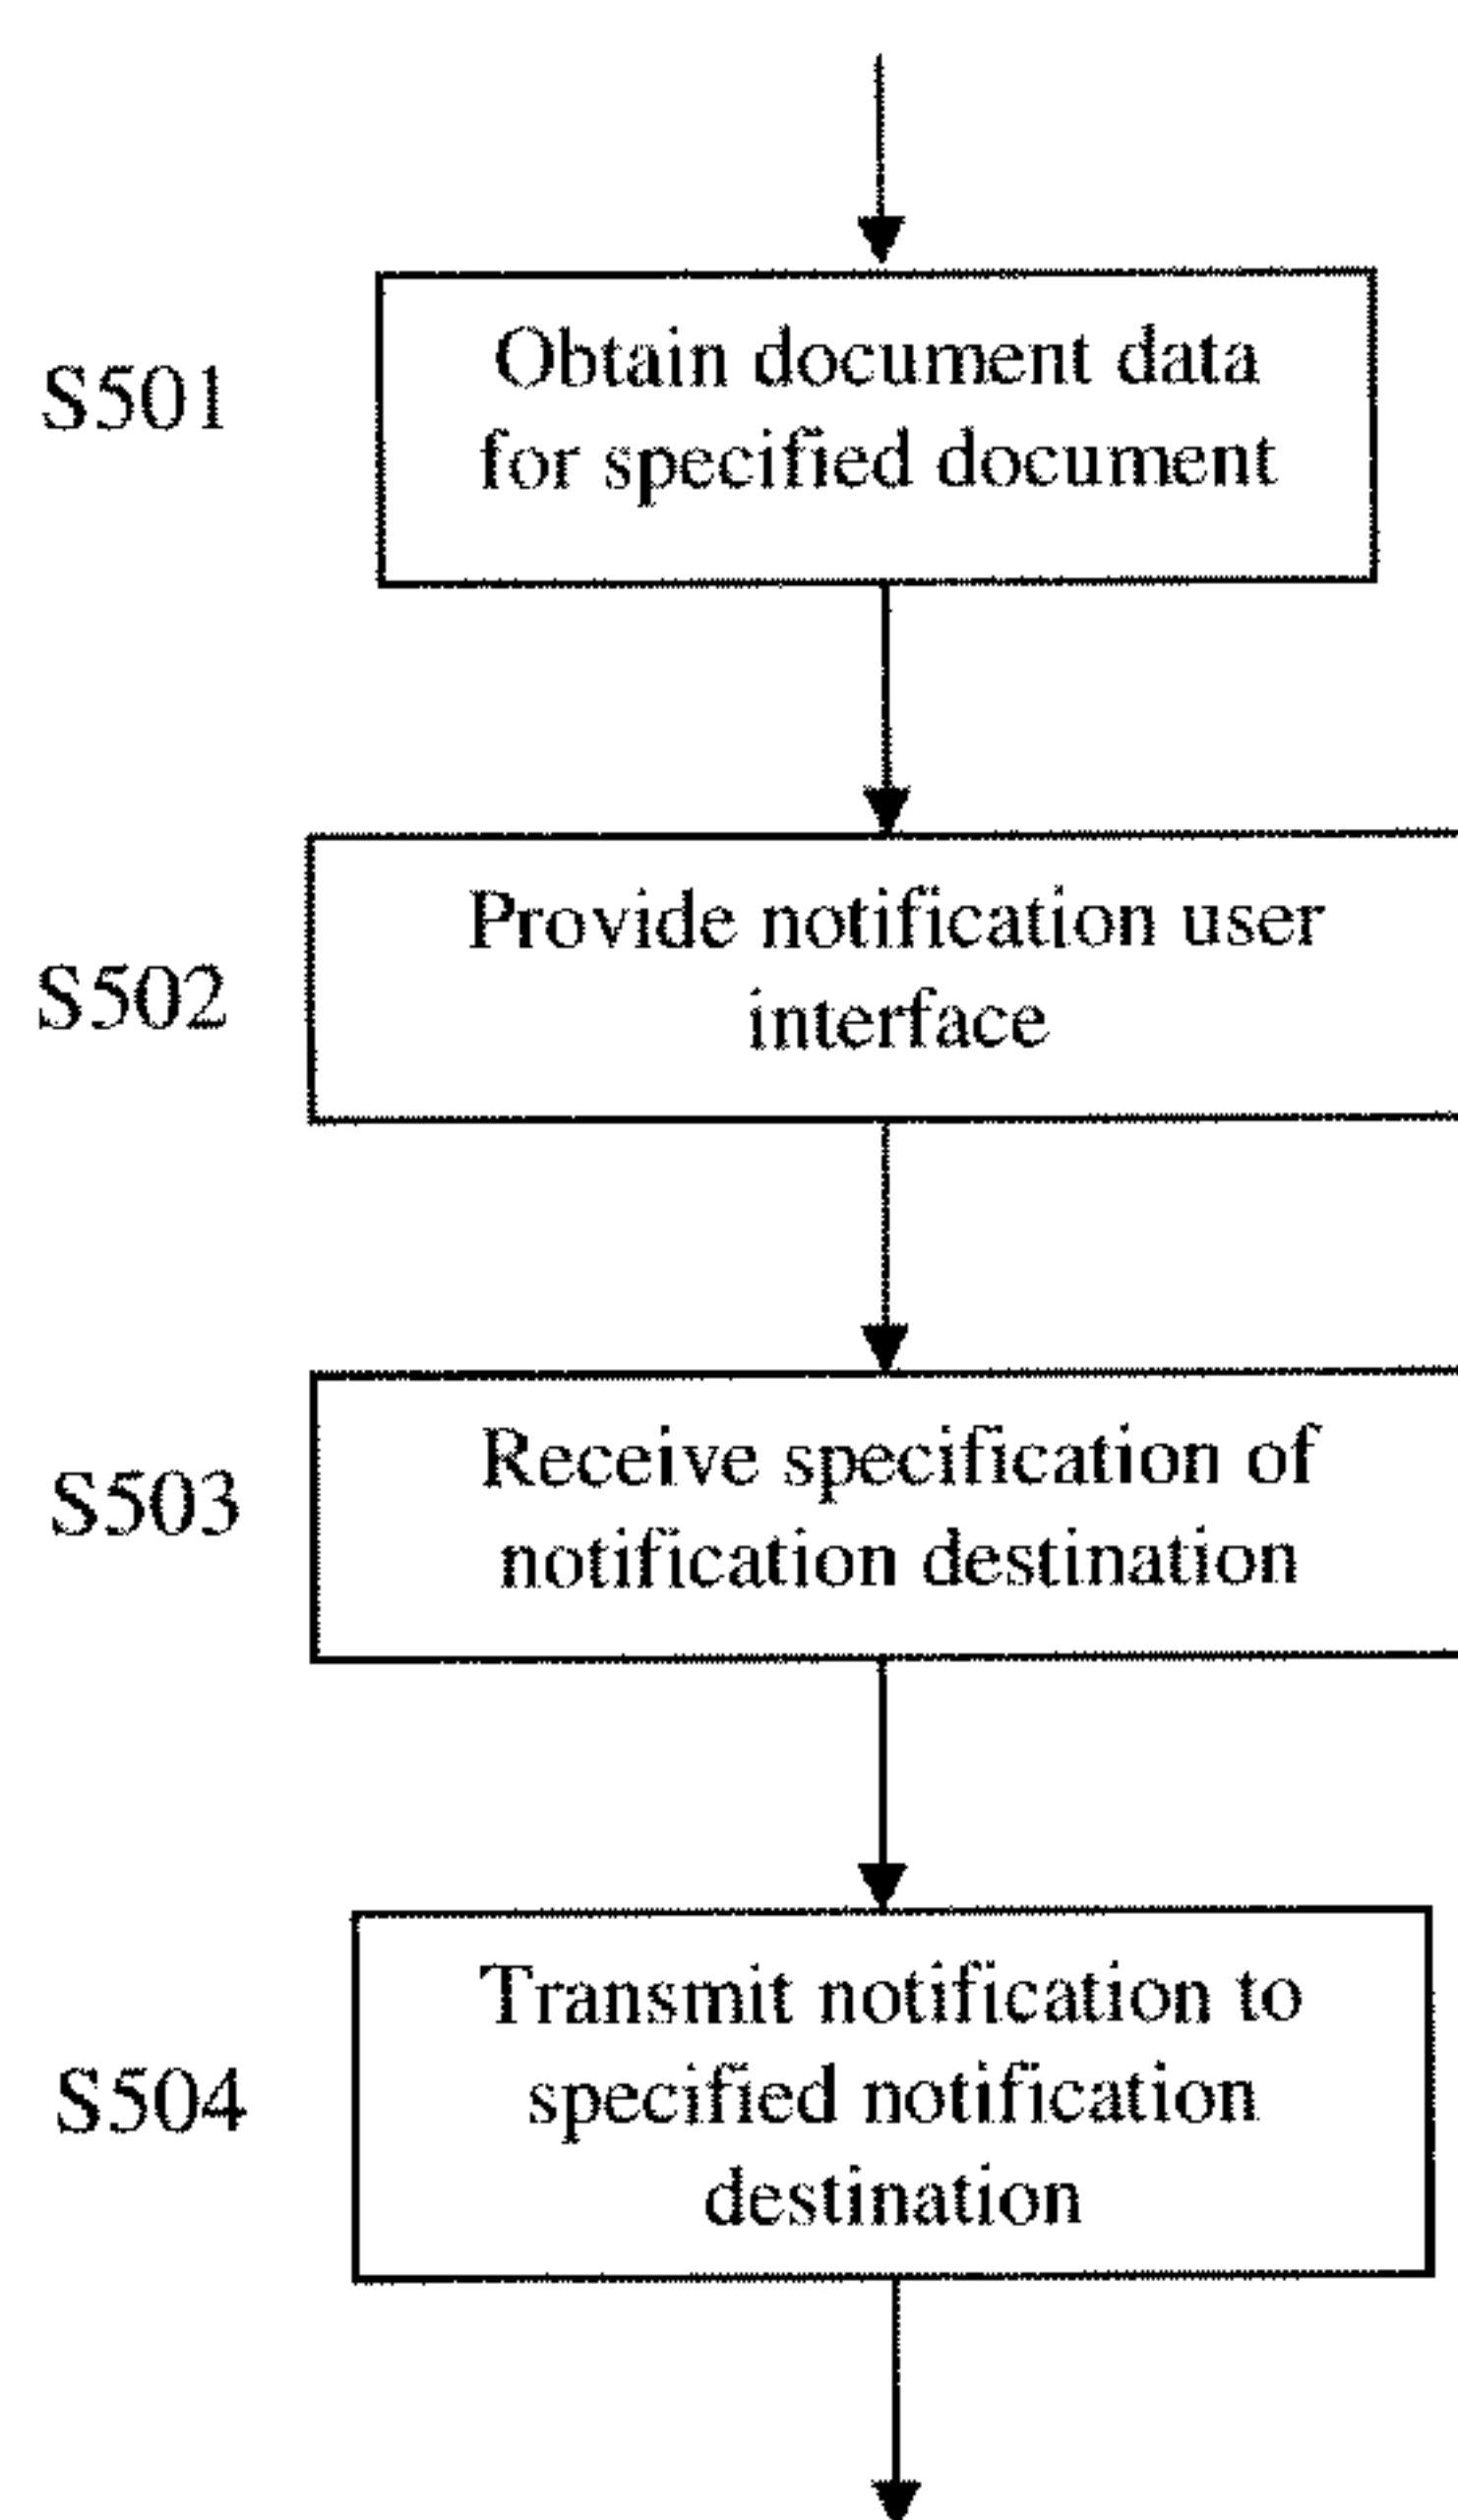 S501
Obtain document data
for specified document
S502
Provide notification user
interface
S503
Receive specification of
notification destination
S504
Transmit notification to
specified notification
destination